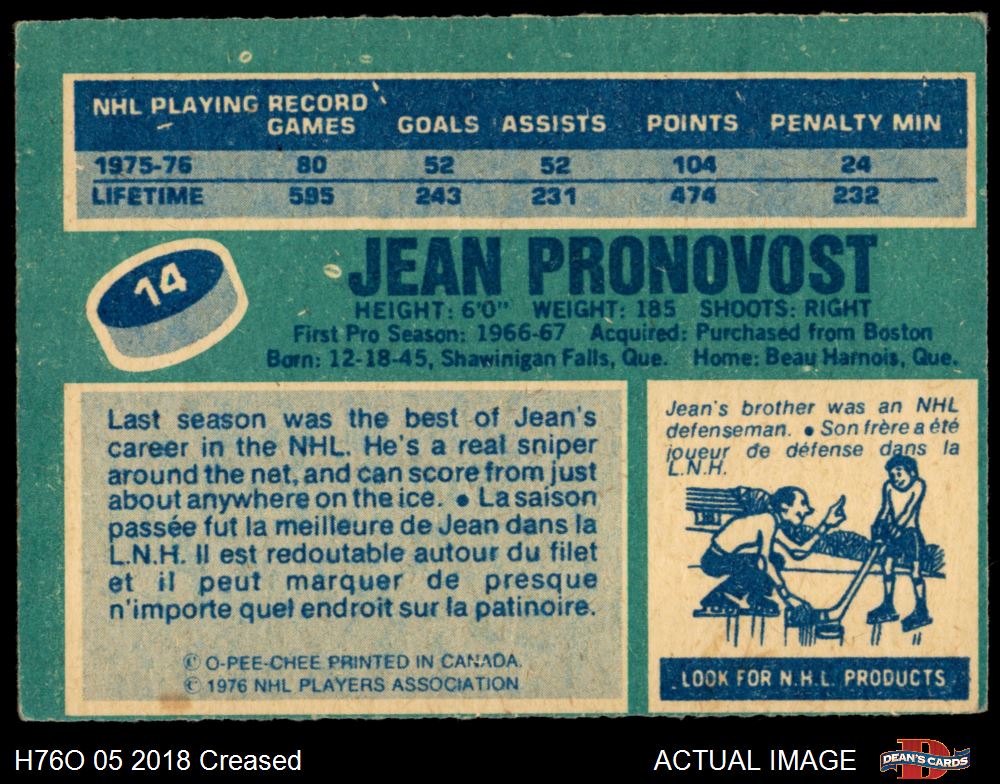 NHL PLAYING RECORD
GAMES GOALS ASSISTS POINTS PENALTY MIN
1975-76 80 52 52 104 24
LIFETIME 595 243 231 474 232
14
JEAN PRONOVOST
HEIGHT: 6'0" WEIGHT: 185 SHOOTS: RIGHT
First Pro Season: 1966-67 Acquired: Purchased from Boston
Born: 12-18-45, Shawinigan Falls, Que. Home: Beau Harnois, Que.
Last season was the best of Jean's
career in the NHL. He's a real sniper
around the net, and can score from just
about anywhere on the ice. ● La saison
passée fut la meilleure de Jean dans la
L.N.H. Il est redoutable autour du filet
et il peut marquer de presque
n'importe quel endroit sur la patinoire.
© O-PEE-CHEE PRINTED IN CANADA.
© 1976 NHL PLAYERS ASSOCIATION
Jean's brother was an NHL
defenseman. ● Son frère a été
joueur de défense dans la
L.N.H.
LOOK FOR N.H.L. PRODUCTS
H76O 05 2018 Creased
ACTUAL IMAGE
D
DEAN'S CARDS